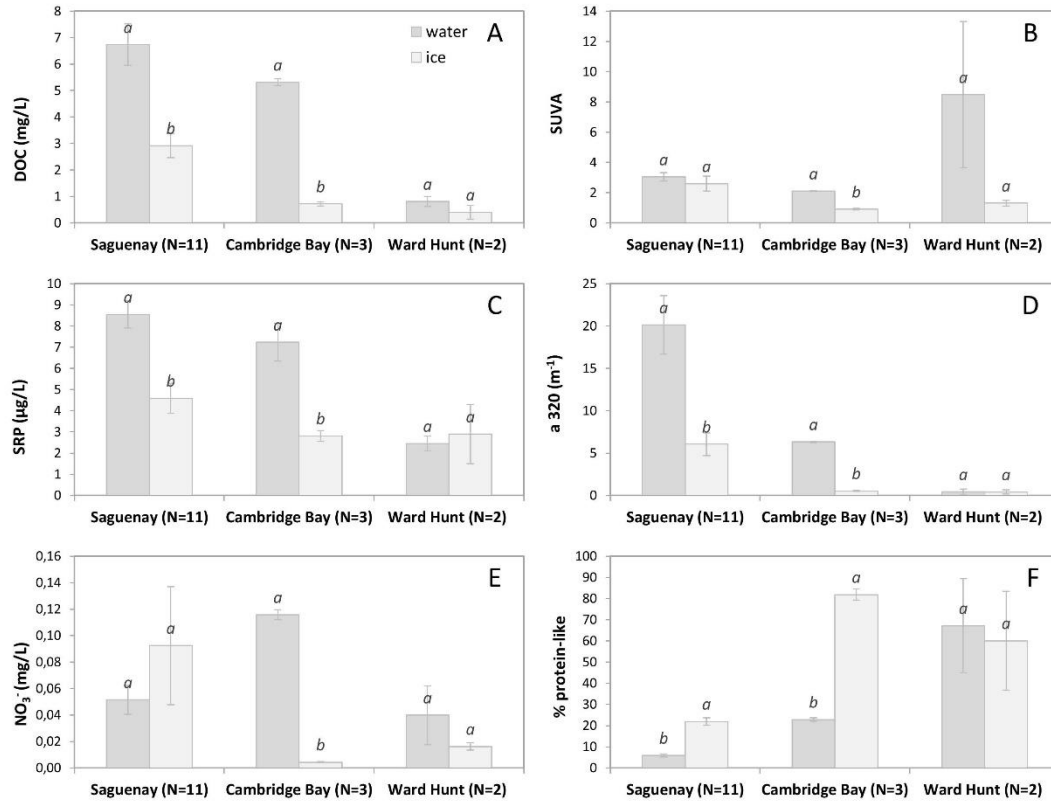 8
7
6
5
4
3
2
1
0
DOC (mg/L)
a
b
a
b
a
a
water
ice
A
Saguenay (N=11) Cambridge Bay (N=3) Ward Hunt (N=2)
14
12
10
8
6
4
2
0
SUVA
a
a
a
b
a
a
B
Saguenay (N=11) Cambridge Bay (N=3) Ward Hunt (N=2)
10
9
8
7
6
5
4
3
2
1
0
SRP (µg/L)
a
b
a
b
a
a
C
Saguenay (N=11) Cambridge Bay (N=3) Ward Hunt (N=2)
25
20
15
10
5
0
a 320 (m⁻¹)
a
b
a
b
a
a
D
Saguenay (N=11) Cambridge Bay (N=3) Ward Hunt (N=2)
0,16
0,14
0,12
0,10
0,08
0,06
0,04
0,02
0,00
NO₃⁻ (mg/L)
a
a
a
b
a
a
E
Saguenay (N=11) Cambridge Bay (N=3) Ward Hunt (N=2)
100
90
80
70
60
50
40
30
20
10
0
% protein-like
b
a
b
a
a
a
F
Saguenay (N=11) Cambridge Bay (N=3) Ward Hunt (N=2)